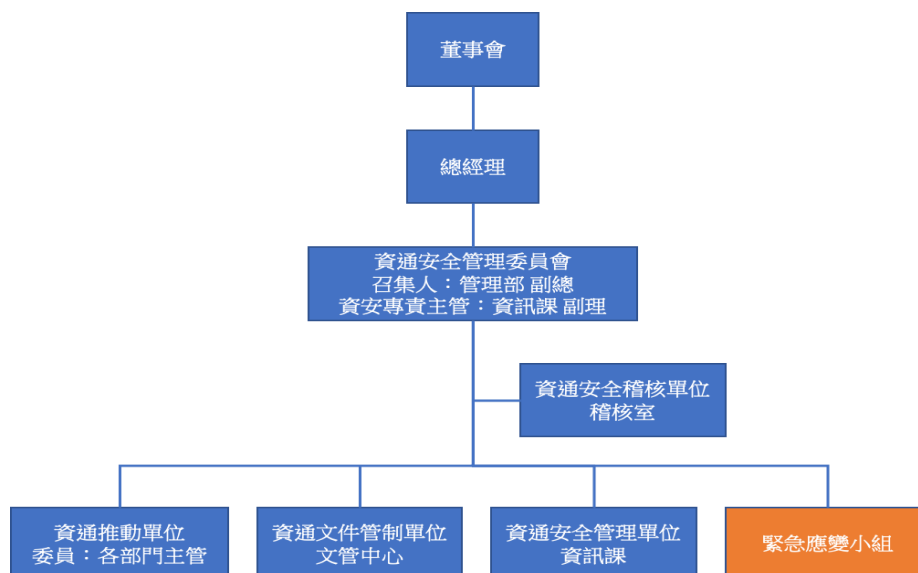 董事會
總經理
資通安全管理委員會
召集人：管理部 副總
資安專責主管：資訊課 副理
資通安全稽核單位
稽核室
資通推動單位
委員：各部門主管
資通文件管制單位
文管中心
資通安全管理單位
資訊課
緊急應變小組